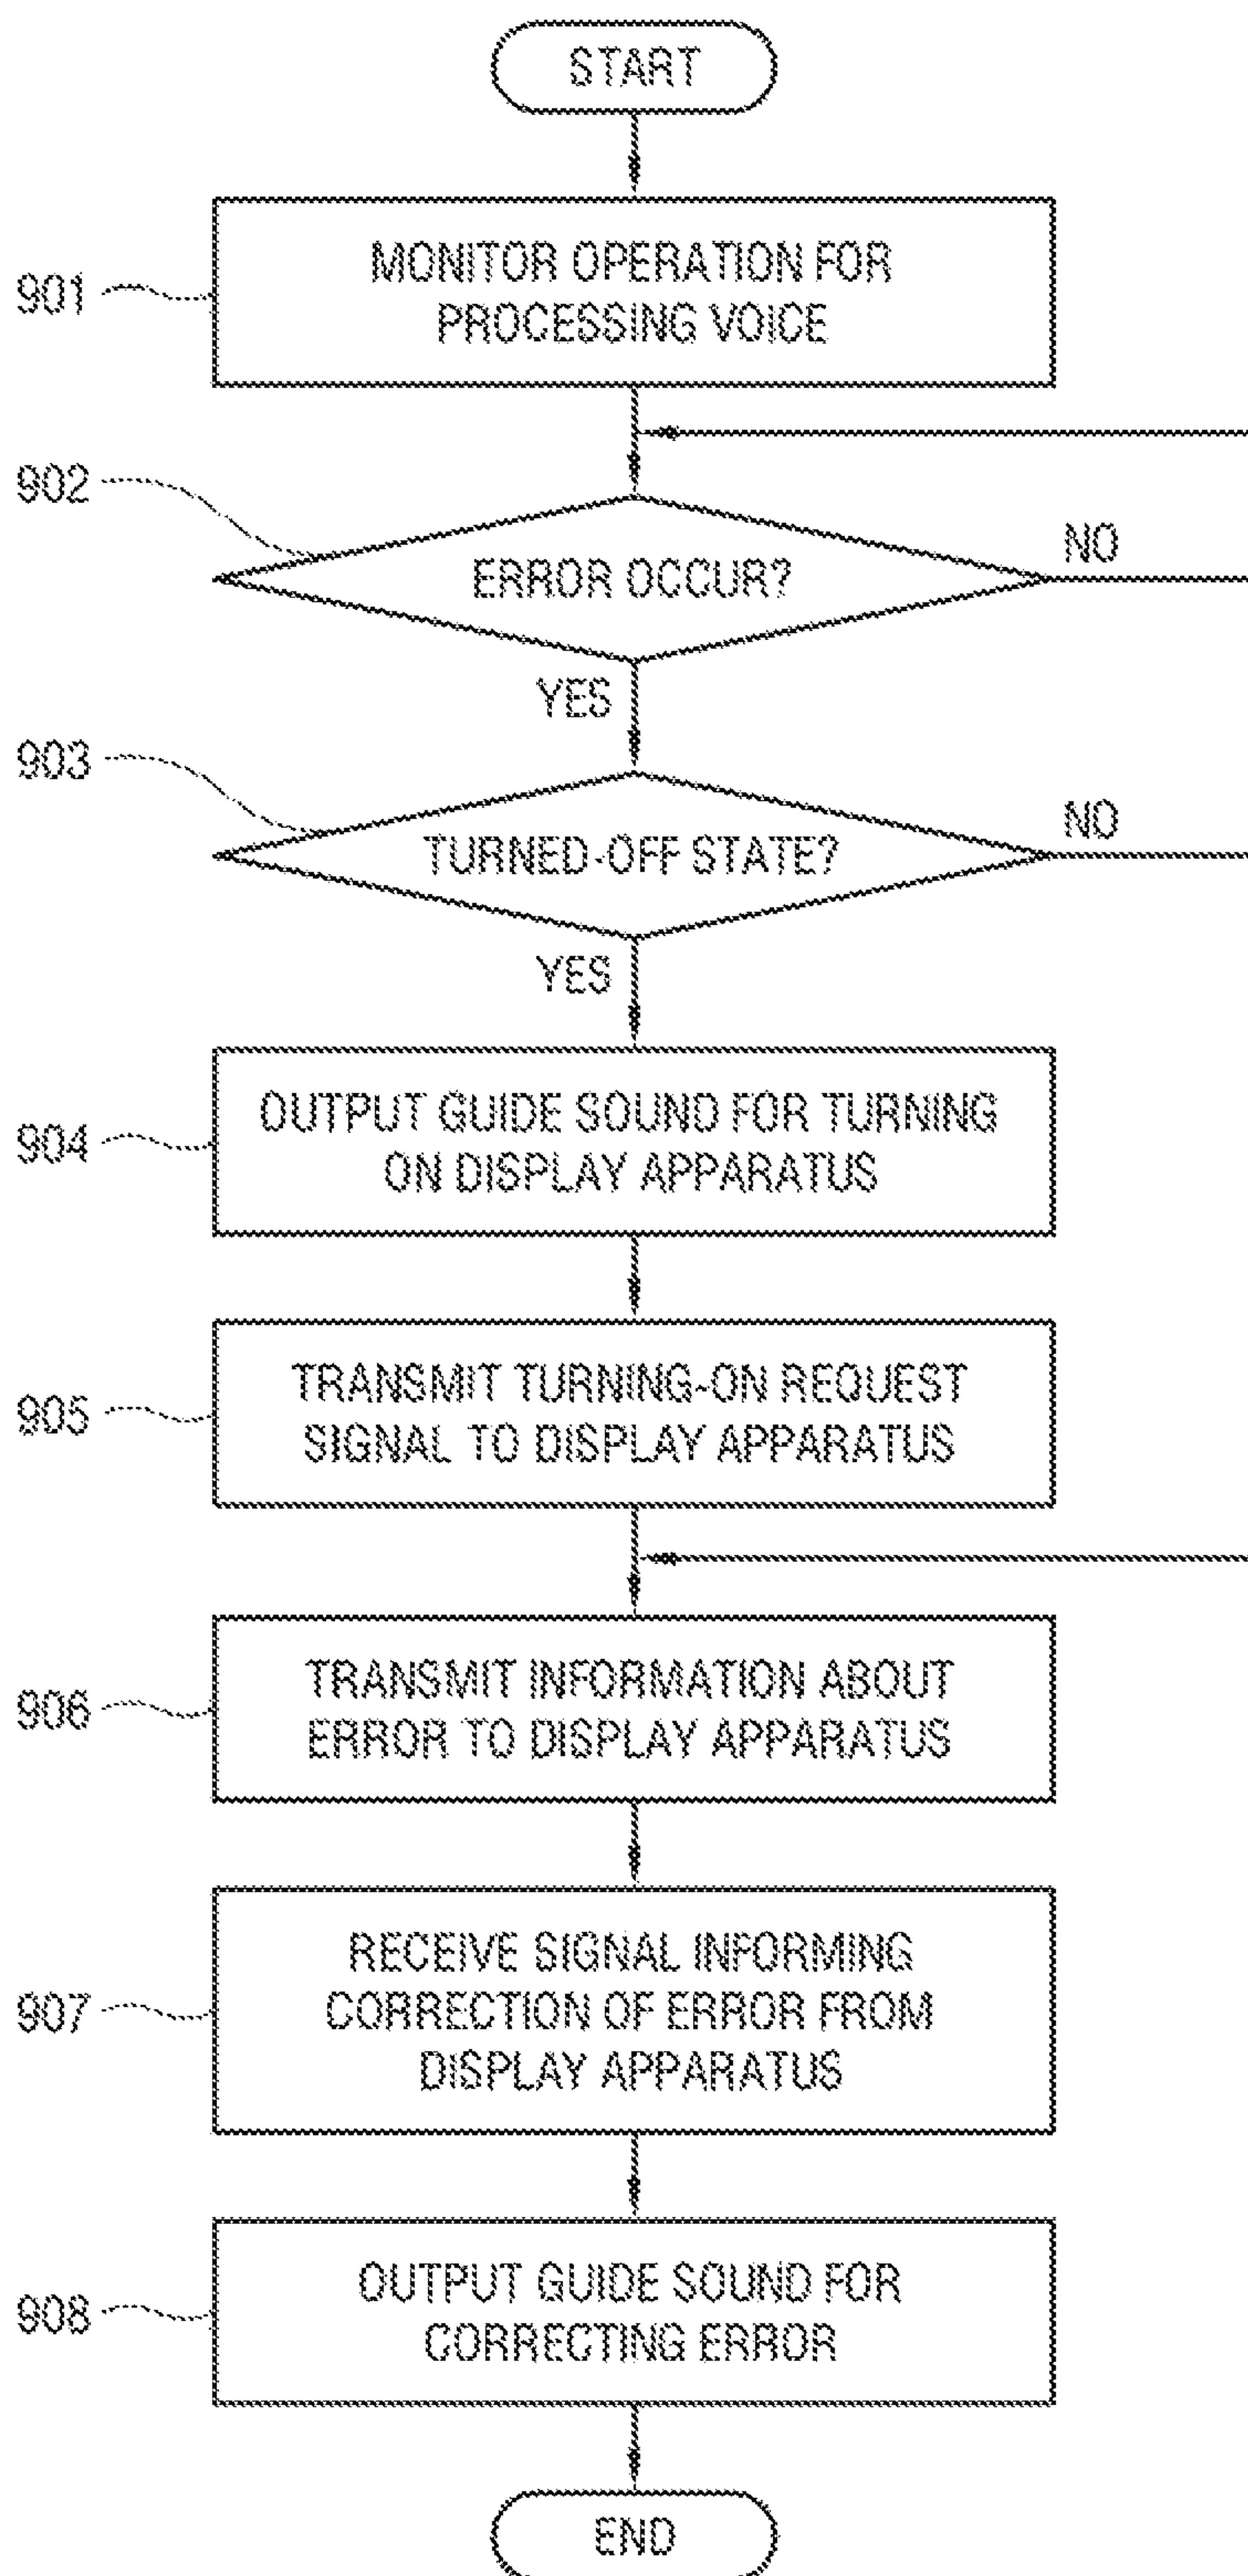 START
901
MONITOR OPERATION FOR
PROCESSING VOICE
902
ERROR OCCUR?
NO
YES
903
TURNED-OFF STATE?
NO
YES
904
OUTPUT GUIDE SOUND FOR TURNING
ON DISPLAY APPARATUS
905
TRANSMIT TURNING-ON REQUEST
SIGNAL TO DISPLAY APPARATUS
906
TRANSMIT INFORMATION ABOUT
ERROR TO DISPLAY APPARATUS
907
RECEIVE SIGNAL INFORMING
CORRECTION OF ERROR FROM
DISPLAY APPARATUS
908
OUTPUT GUIDE SOUND FOR
CORRECTING ERROR
END